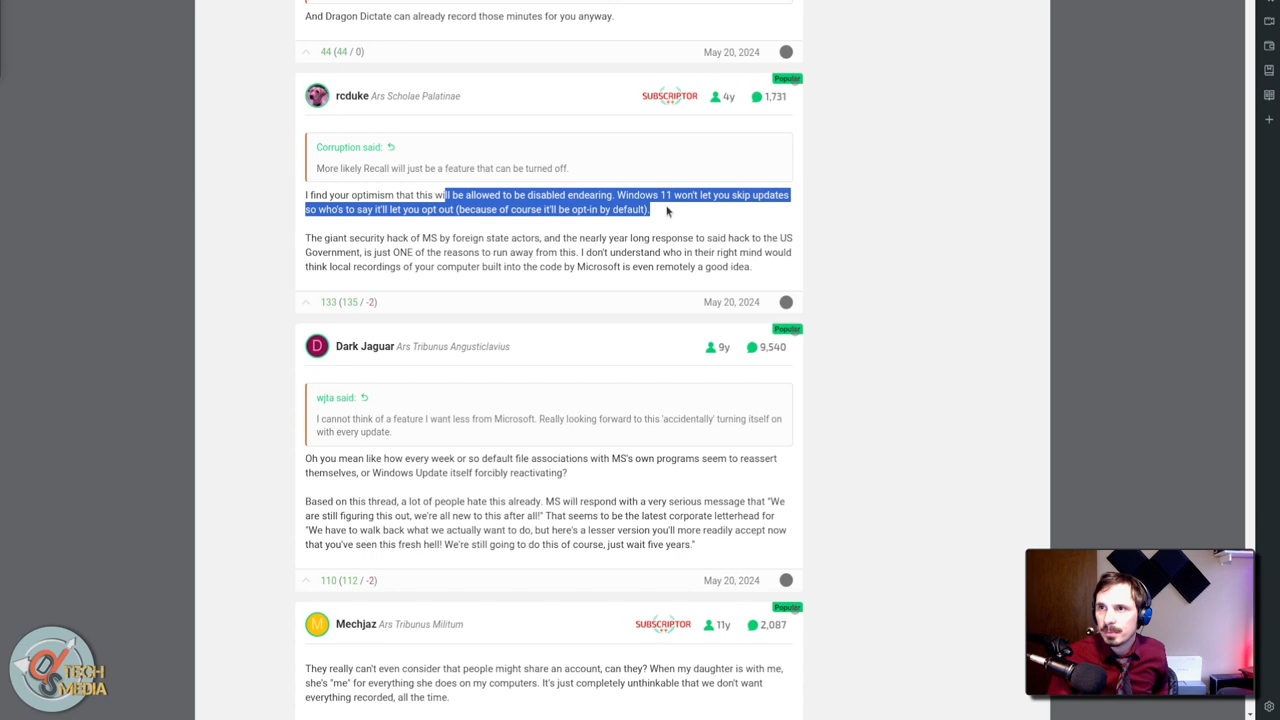 And Dragon Dictate can already record those minutes for you anyway.
44 (44 / 0)
May 20, 2024
Popular
rcduke Ars Scholae Palatinae
SUBSCRIPTOR
4y
1,731
Corruption said:
More likely Recall will just be a feature that can be turned off.
I find your optimism that this will be allowed to be disabled endearing. Windows 11 won't let you skip updates
so who's to say it'll let you opt out (because of course it'll be opt-in by default).
The giant security hack of MS by foreign state actors, and the nearly year long response to said hack to the US
Government, is just ONE of the reasons to run away from this. I don't understand who in their right mind would
think local recordings of your computer built into the code by Microsoft is even remotely a good idea.
133 (135 / -2)
May 20, 2024
Popular
D
Dark Jaguar Ars Tribunus Angusticlavius
9y
9,540
wjta said:
I cannot think of a feature I want less from Microsoft. Really looking forward to this 'accidentally' turning itself on
with every update.
Oh you mean like how every week or so default file associations with MS's own programs seem to reassert
themselves, or Windows Update itself forcibly reactivating?
Based on this thread, a lot of people hate this already. MS will respond with a very serious message that "We
are still figuring this out, we're all new to this after all!" That seems to be the latest corporate letterhead for
"We have to walk back what we actually want to do, but here's a lesser version you'll more readily accept now
that you've seen this fresh hell! We're still going to do this of course, just wait five years."
110 (112 / -2)
May 20, 2024
Popular
M
Mechjaz Ars Tribunus Militum
SUBSCRIPTOR
11y
2,087
They really can't even consider that people might share an account, can they? When my daughter is with me,
she's "me" for everything she does on my computers. It's just completely unthinkable that we don't want
everything recorded, all the time.
TECH
MEDIA